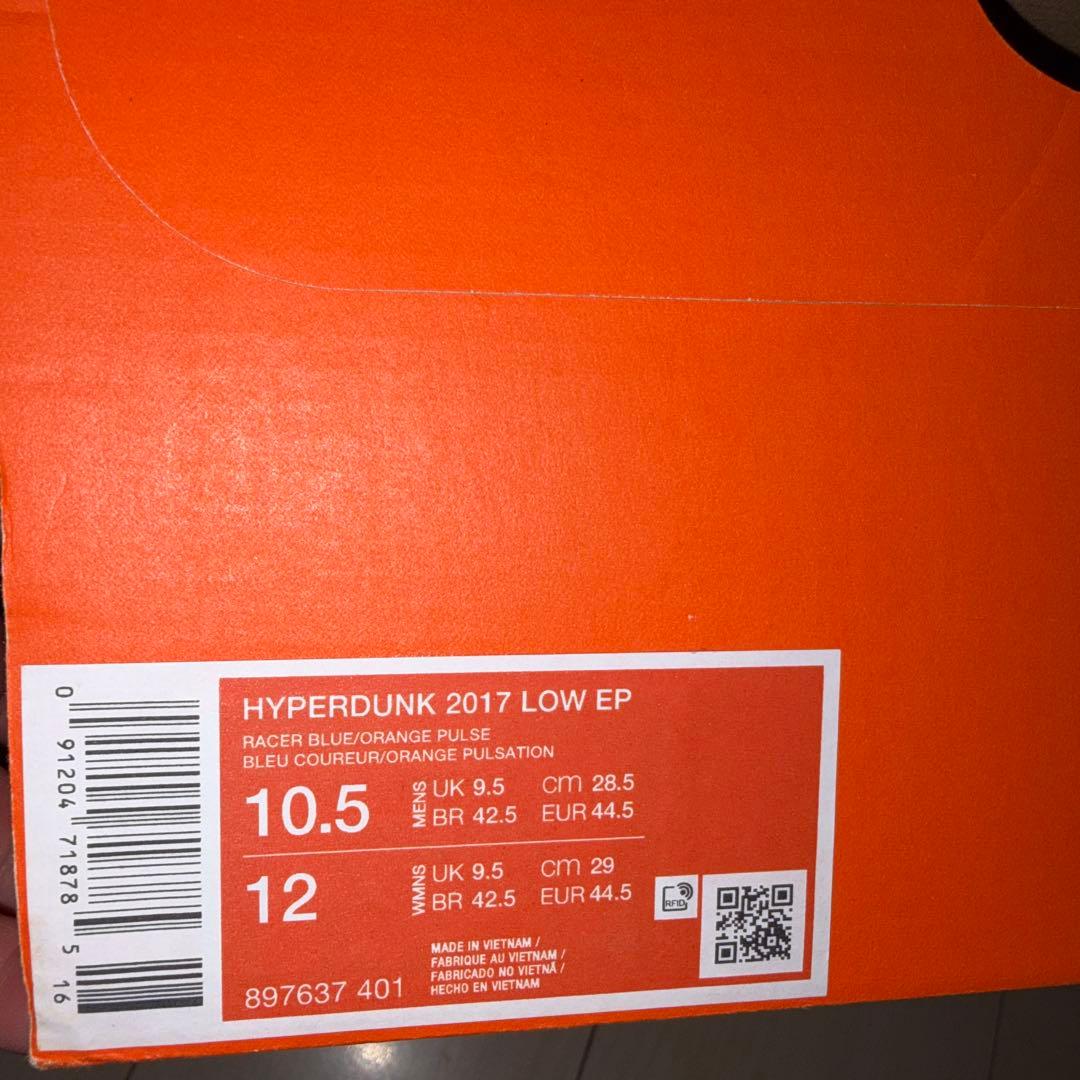 HYPERDUNK 2017 LOW EP
RACER BLUE/ORANGE PULSE
BLEU COUREUR/ORANGE PULSATION
10.5 MENS UK 9.5 cm 28.5
BR 42.5 EUR 44.5
12 WMNS UK 9.5 cm 29
BR 42.5 EUR 44.5
RFID
MADE IN VIETNAM /
FABRIQUE AU VIETNAM /
FABRICADO NO VIETNÃ /
HECHO EN VIETNAM
897637 401
0 91204 71878 5 16